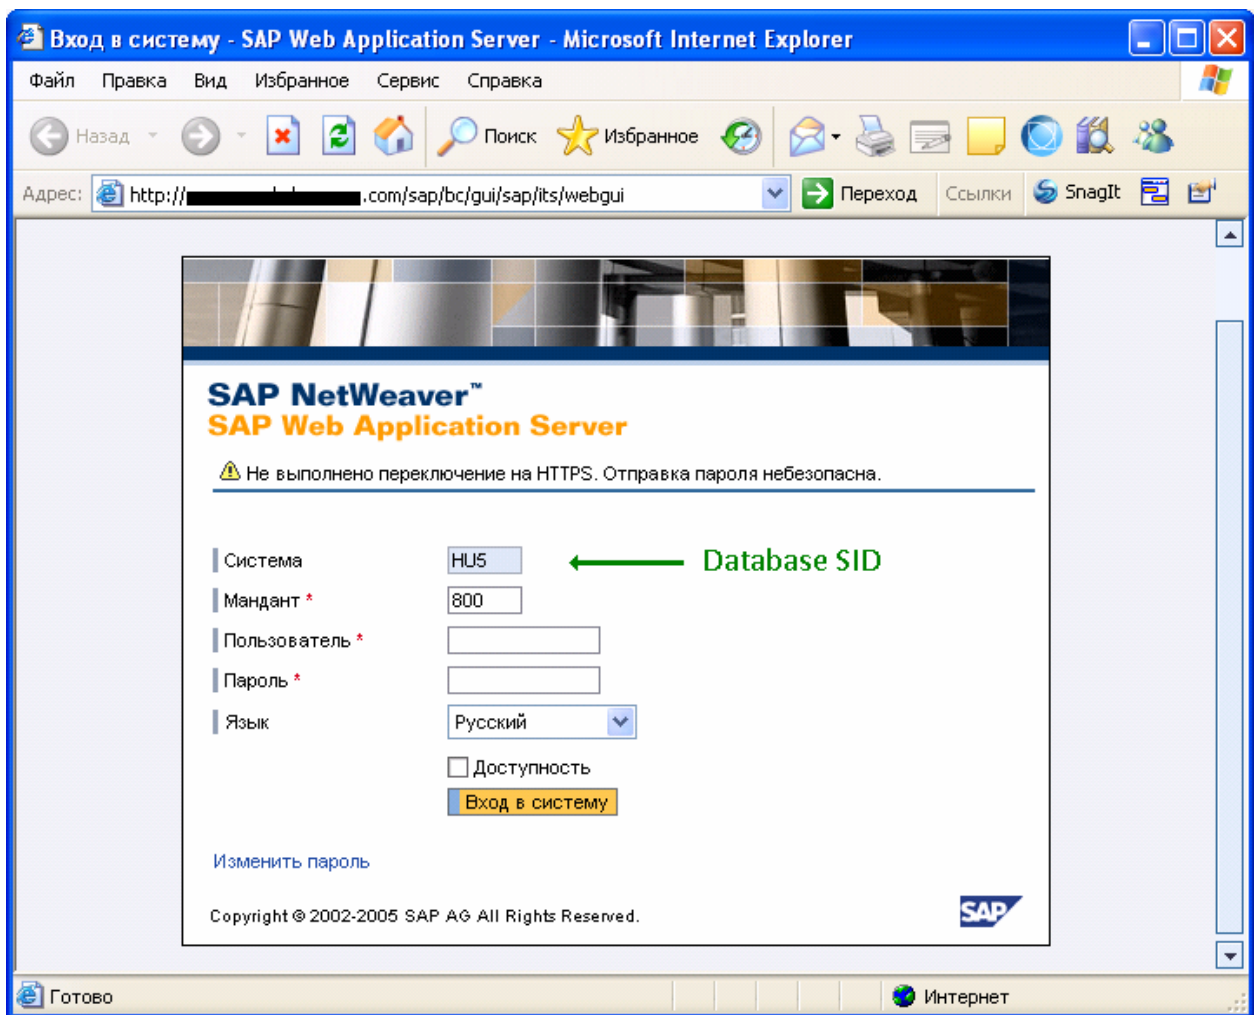 Вход в систему - SAP Web Application Server - Microsoft Internet Explorer
Файл Правка Вид Избранное Сервис Справка
Назад Поиск Избранное
Адрес: http:// .com/sap/bc/gui/sap/its/webgui Переход Ссылки SnagIt
SAP NetWeaver™
SAP Web Application Server
Не выполнено переключение на HTTPS. Отправка пароля небезопасна.
Система HU5 Database SID
Мандант * 800
Пользователь *
Пароль *
Язык Русский
Доступность
Вход в систему
Изменить пароль
Copyright © 2002-2005 SAP AG All Rights Reserved.
SAP
Готово Интернет